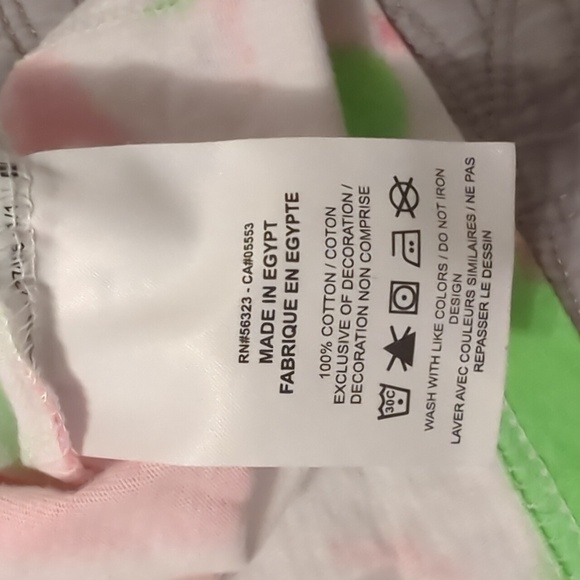 RN#56323 - CA#05553
MADE IN EGYPT
FABRIQUE EN EGYPTE
100% COTTON / COTON
EXCLUSIVE OF DECORATION /
DECORATION NON COMPRISE
30C
WASH WITH LIKE COLORS / DO NOT IRON
DESIGN
LAVER AVEC COULEURS SIMILAIRES / NE PAS
REPASSER LE DESSIN